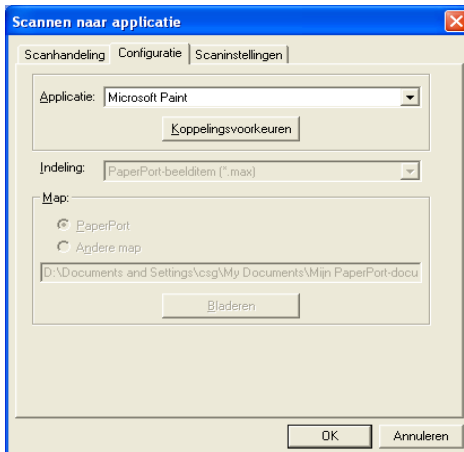 Scannen naar applicatie
Scanhandeling Configuratie Scaninstellingen
Applicatie: Microsoft Paint
Koppelingsvoorkeuren
Indeling: PaperPort-beelditem (*.max)
Map:
PaperPort
Andere map
D:\Documents and Settings\csg\My Documents\Mijn PaperPort-docu
Bladeren
OK Annuleren